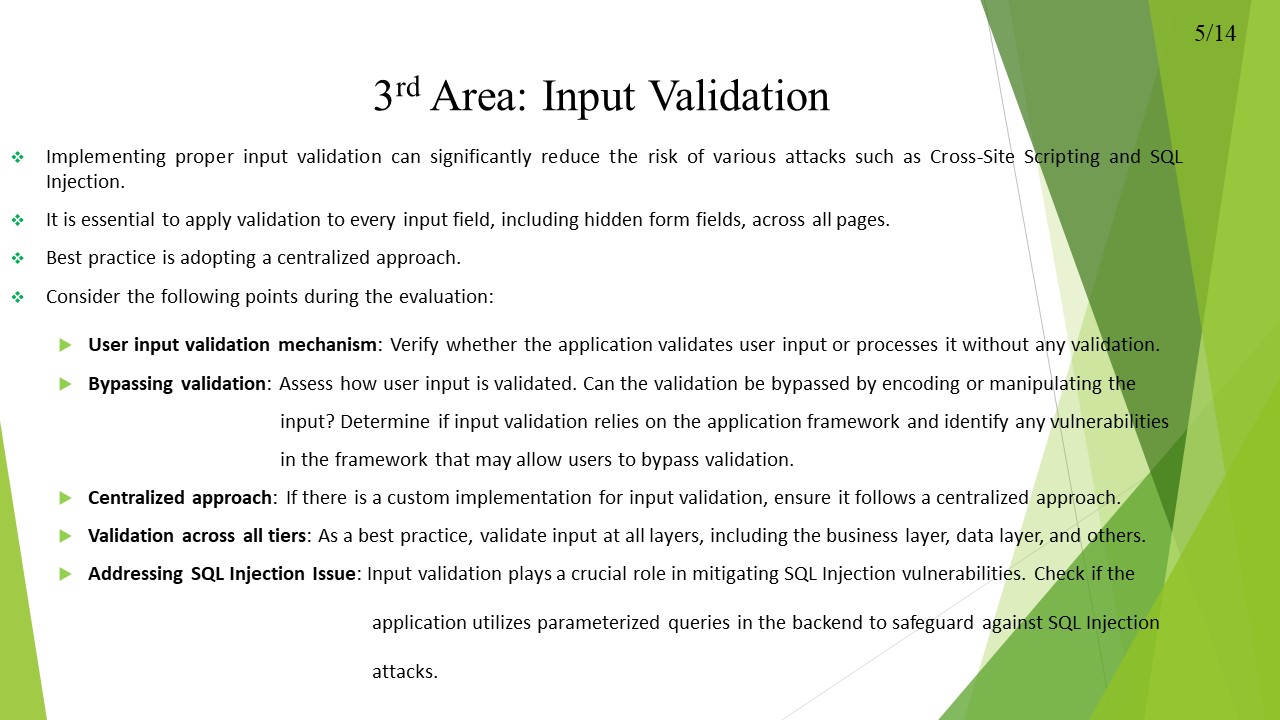 5/14
3rd Area: Input Validation
Implementing proper input validation can significantly reduce the risk of various attacks such as Cross-Site Scripting and SQL
Injection.
It is essential to apply validation to every input field, including hidden form fields, across all pages.
Best practice is adopting a centralized approach.
Consider the following points during the evaluation:
User input validation mechanism: Verify whether the application validates user input or processes it without any validation.
Bypassing validation: Assess how user input is validated. Can the validation be bypassed by encoding or manipulating the
input? Determine if input validation relies on the application framework and identify any vulnerabilities
in the framework that may allow users to bypass validation.
Centralized approach: If there is a custom implementation for input validation, ensure it follows a centralized approach.
Validation across all tiers: As a best practice, validate input at all layers, including the business layer, data layer, and others.
Addressing SQL Injection Issue: Input validation plays a crucial role in mitigating SQL Injection vulnerabilities. Check if the
application utilizes parameterized queries in the backend to safeguard against SQL Injection
attacks.